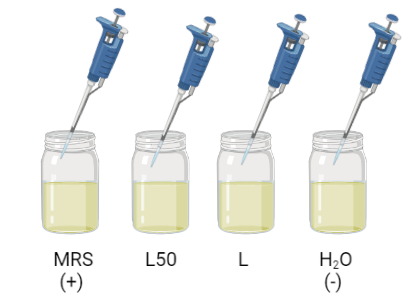 MRS L50 L H₂O
(+) (-)